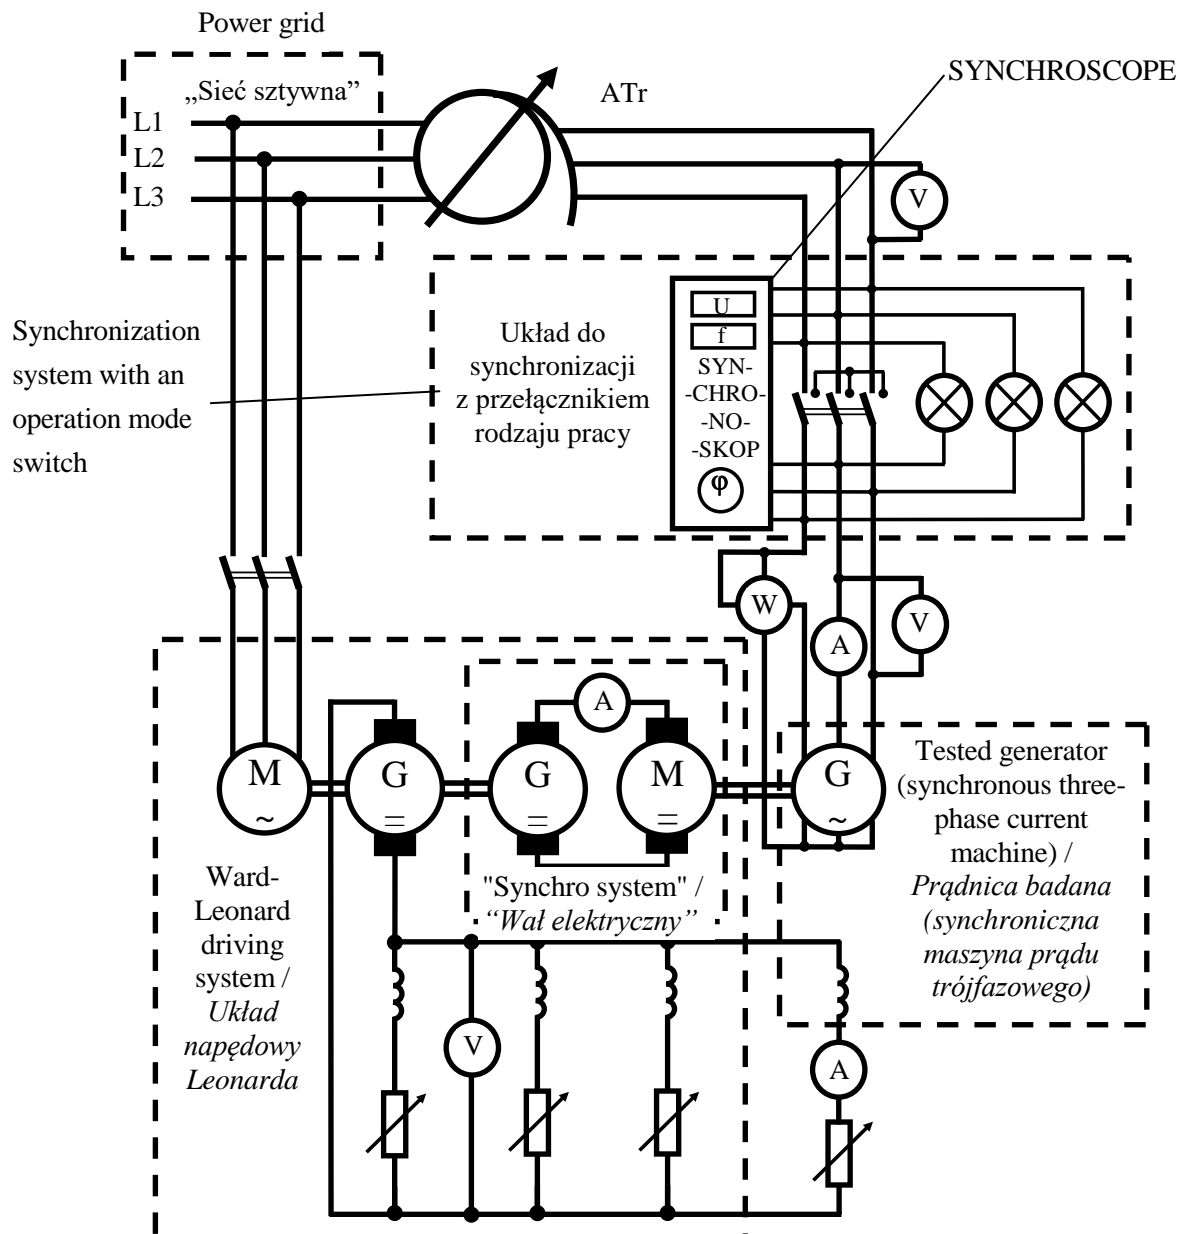 Power grid
„Sieć sztywna”
L1
L2
L3
ATr
SYNCHROSCOPE
V
Synchronization
system with an
operation mode
switch
Układ do
synchronizacji
z przełącznikiem
rodzaju pracy
U
f
SYN-
-CHRO-
-NO-
-SKOP
φ
W
A
V
A
M
~
G
=
G
=
M
=
G
~
Tested generator
(synchronous three-
phase current
machine) /
Prądnica badana
(synchroniczna
maszyna prądu
trójfazowego)
Ward-
Leonard
driving
system /
Układ
napędowy
Leonarda
"Synchro system" /
“Wał elektryczny”
V
A